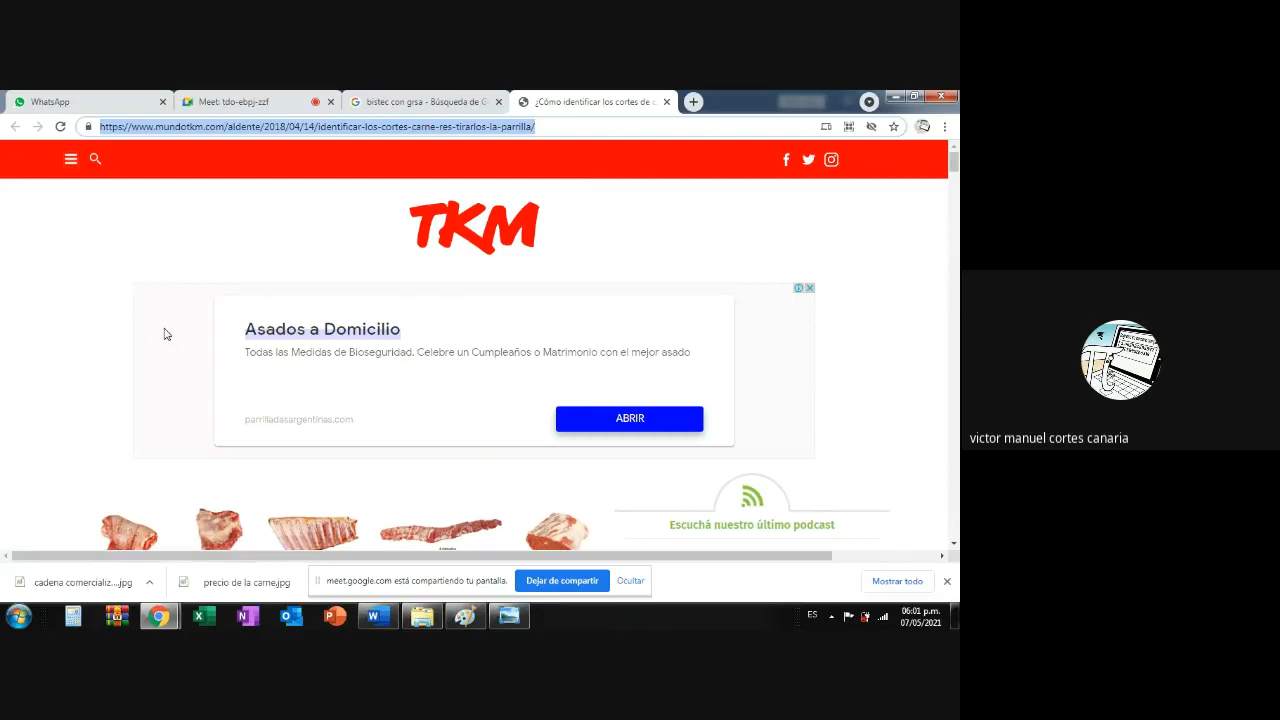 WhatsApp
Meet: tdo-ebpj-zzf
bistec con grsa - Búsqueda de G
¿Cómo identificar los cortes de c
https://www.mundotkm.com/aldente/2018/04/14/identificar-los-cortes-carne-res-tirarlos-la-parrilla/
TKM
Asados a Domicilio
Todas las Medidas de Bioseguridad. Celebre un Cumpleaños o Matrimonio con el mejor asado
parrilladasargentinas.com
ABRIR
Escuchá nuestro último podcast
victor manuel cortes canaria
cadena comercializ....jpg
precio de la carne.jpg
meet.google.com está compartiendo tu pantalla.
Dejar de compartir
Ocultar
Mostrar todo
ES
06:01 p.m.
07/05/2021